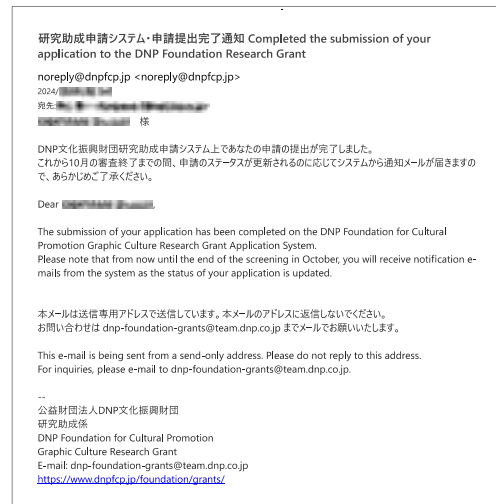 研究助成申請システム・申請提出完了通知 Completed the submission of your
application to the DNP Foundation Research Grant
noreply@dnpfcp.jp <noreply@dnpfcp.jp>
2024/
宛先:
様
DNP文化振興財団研究助成申請システム上であなたの申請の提出が完了しました。
これから10月の審査終了までの間、申請のステータスが更新されるのに応じてシステムから通知メールが届きますの
で、あらかじめご了承ください。
Dear
The submission of your application has been completed on the DNP Foundation for Cultural
Promotion Graphic Culture Research Grant Application System.
Please note that from now until the end of the screening in October, you will receive notification e-
mails from the system as the status of your application is updated.
本メールは送信専用アドレスで送信しています。本メールのアドレスに返信しないでください。
お問い合わせは dnp-foundation-grants@team.dnp.co.jp までメールでお願いいたします。
This e-mail is being sent from a send-only address. Please do not reply to this address.
For inquiries, please e-mail to dnp-foundation-grants@team.dnp.co.jp.
--
公益財団法人DNP文化振興財団
研究助成係
DNP Foundation for Cultural Promotion
Graphic Culture Research Grant
E-mail: dnp-foundation-grants@team.dnp.co.jp
https://www.dnpfcp.jp/foundation/grants/